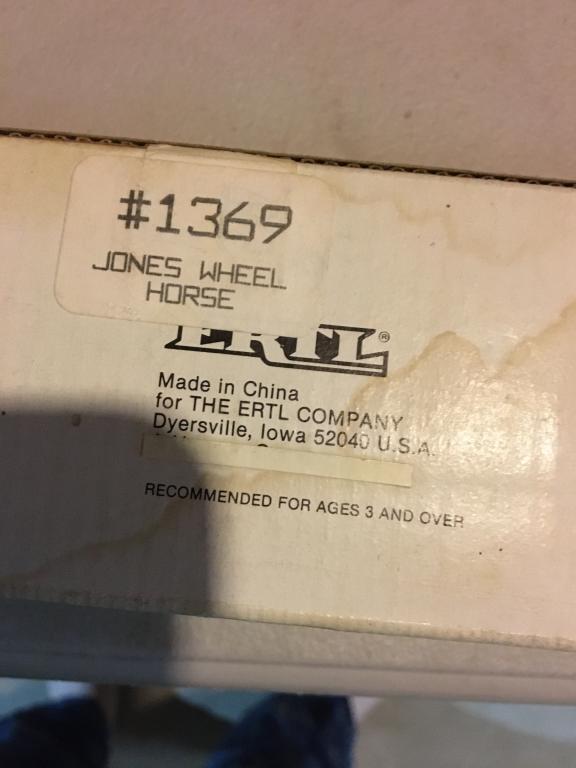 #1369
JONES WHEEL
HORSE
ERTL®
Made in China
for THE ERTL COMPANY
Dyersville, Iowa 52040 U.S.A.
RECOMMENDED FOR AGES 3 AND OVER